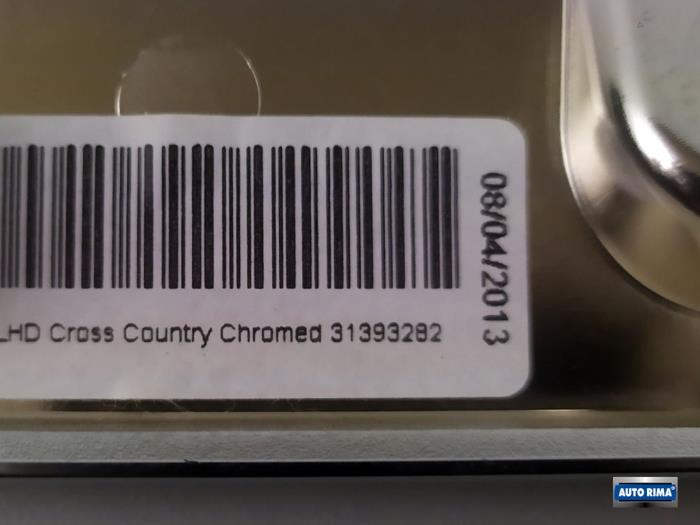 LHD Cross Country Chromed 31393282
08/04/2013
AUTO RIMA